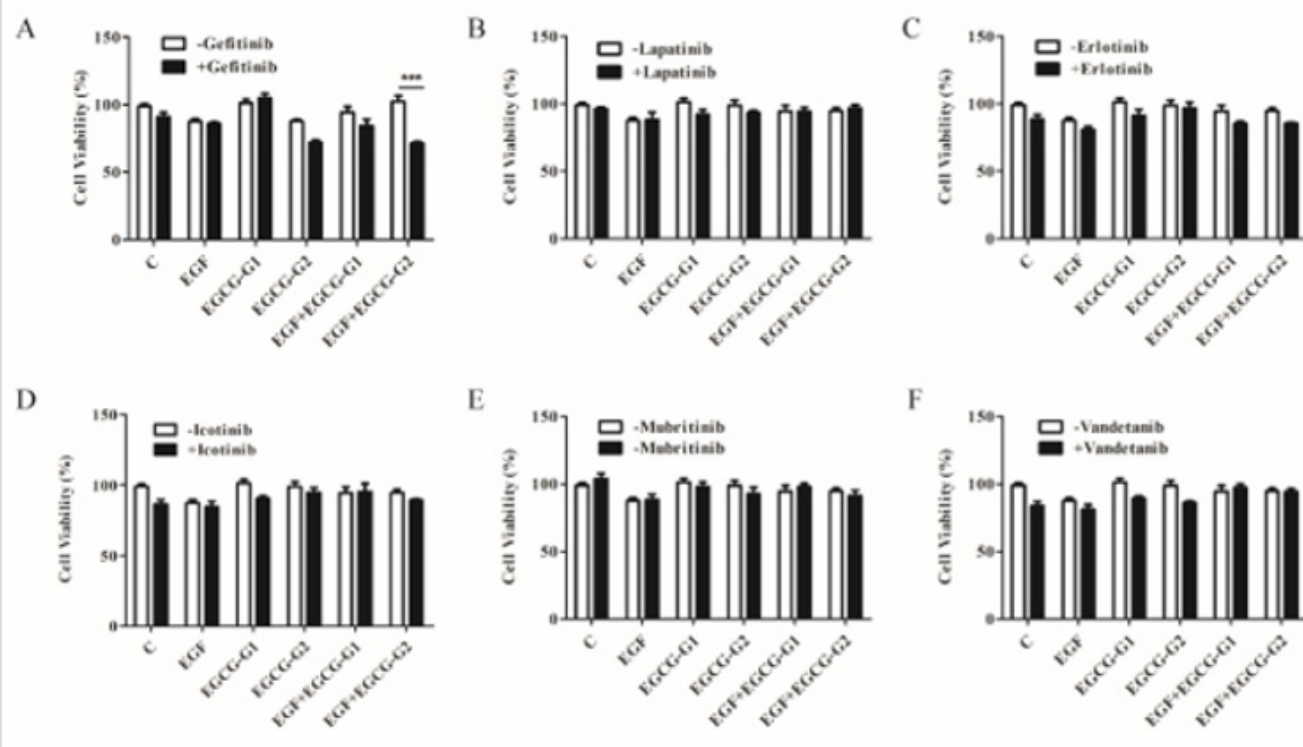 A
150
100
50
0
Cell Viability (%)
-Gefitinib
+Gefitinib
***
C
EGF
EGCG-G1
EGCG-G2
EGF+EGCG-G1
EGF+EGCG-G2
B
150
100
50
0
Cell Viability (%)
-Lapatinib
+Lapatinib
C
EGF
EGCG-G1
EGCG-G2
EGF+EGCG-G1
EGF+EGCG-G2
C
150
100
50
0
Cell Viability (%)
-Erlotinib
+Erlotinib
C
EGF
EGCG-G1
EGCG-G2
EGF+EGCG-G1
EGF+EGCG-G2
D
150
100
50
0
Cell Viability (%)
-Icotinib
+Icotinib
C
EGF
EGCG-G1
EGCG-G2
EGF+EGCG-G1
EGF+EGCG-G2
E
150
100
50
0
Cell Viability (%)
-Mubritinib
-Mubritinib
C
EGF
EGCG-G1
EGCG-G2
EGF+EGCG-G1
EGF+EGCG-G2
F
150
100
50
0
Cell Viability (%)
-Vandetanib
+Vandetanib
C
EGF
EGCG-G1
EGCG-G2
EGF+EGCG-G1
EGF+EGCG-G2